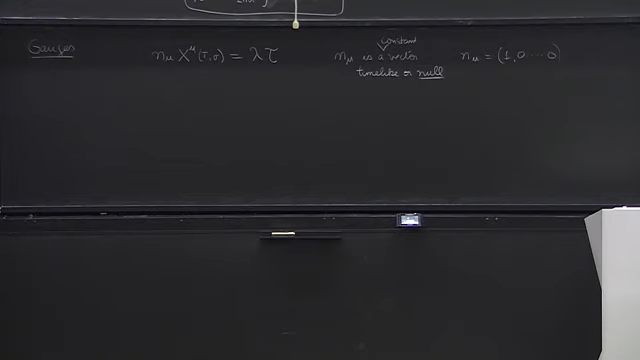 Gauges
n_μ X^μ(τ,σ) = λτ
n_μ is a constant vector
timelike or null
n_μ = (1,0 ⋯ 0)